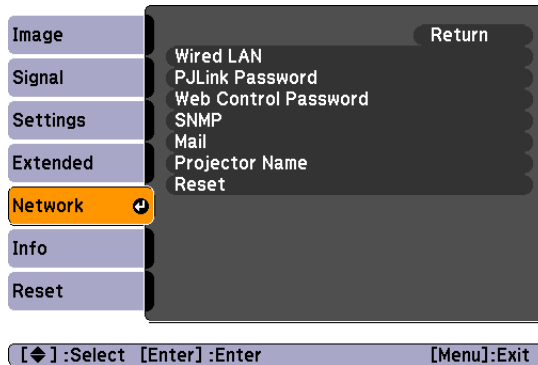 Image
Signal
Settings
Extended
Network
Info
Reset
Return
Wired LAN
PJLink Password
Web Control Password
SNMP
Mail
Projector Name
Reset
[◆] :Select [Enter] :Enter [Menu]:Exit